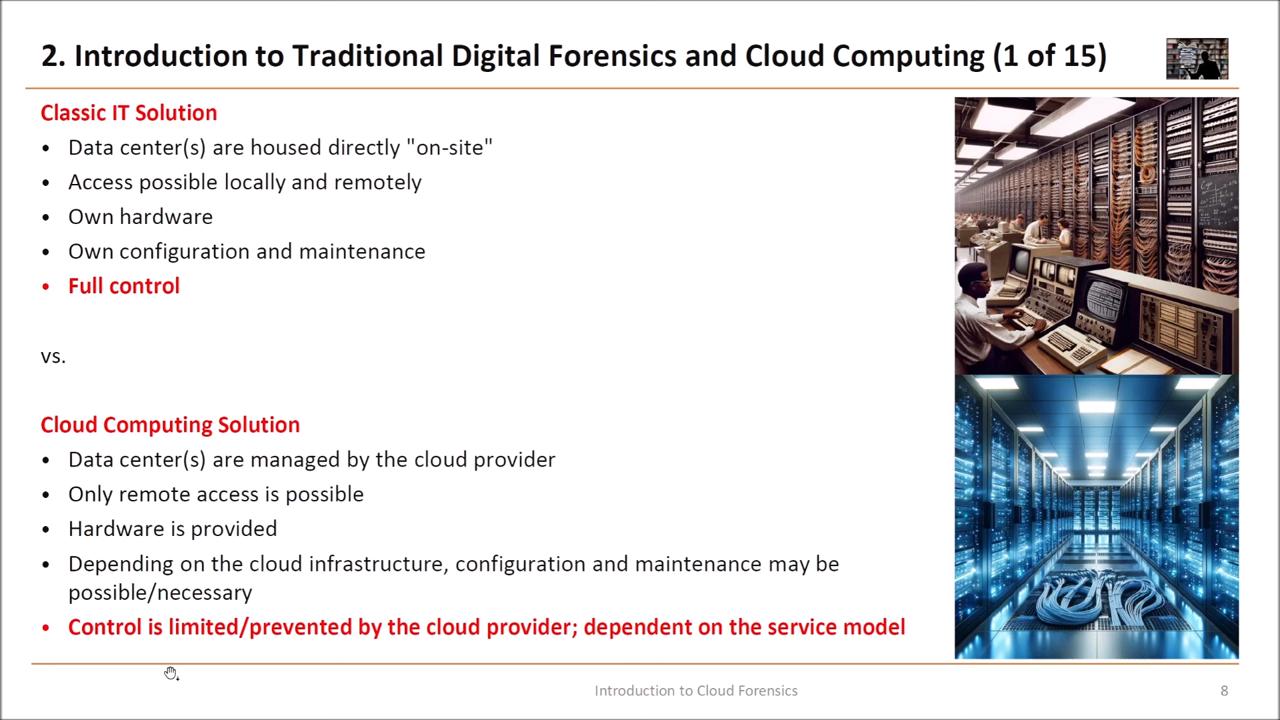 2. Introduction to Traditional Digital Forensics and Cloud Computing (1 of 15)
Classic IT Solution
• Data center(s) are housed directly "on-site"
• Access possible locally and remotely
• Own hardware
• Own configuration and maintenance
• Full control
vs.
Cloud Computing Solution
• Data center(s) are managed by the cloud provider
• Only remote access is possible
• Hardware is provided
• Depending on the cloud infrastructure, configuration and maintenance may be
possible/necessary
• Control is limited/prevented by the cloud provider; dependent on the service model
Introduction to Cloud Forensics
8